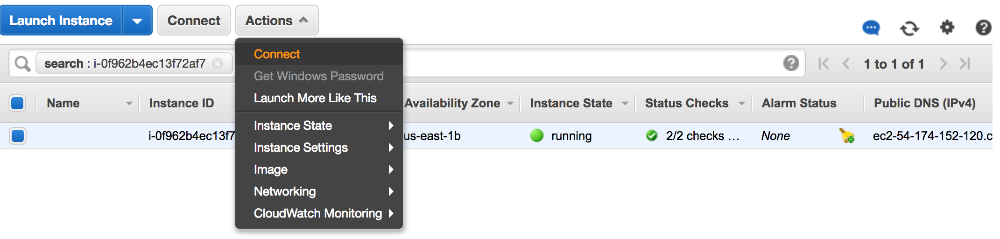 Launch Instance Connect Actions
search : i-0f962b4ec13f72af7 1 to 1 of 1
Connect
Get Windows Password
Launch More Like This
Instance State
Instance Settings
Image
Networking
CloudWatch Monitoring
Name Instance ID Availability Zone Instance State Status Checks Alarm Status Public DNS (IPv4)
i-0f962b4ec13f7 us-east-1b running 2/2 checks ... None ec2-54-174-152-120.c